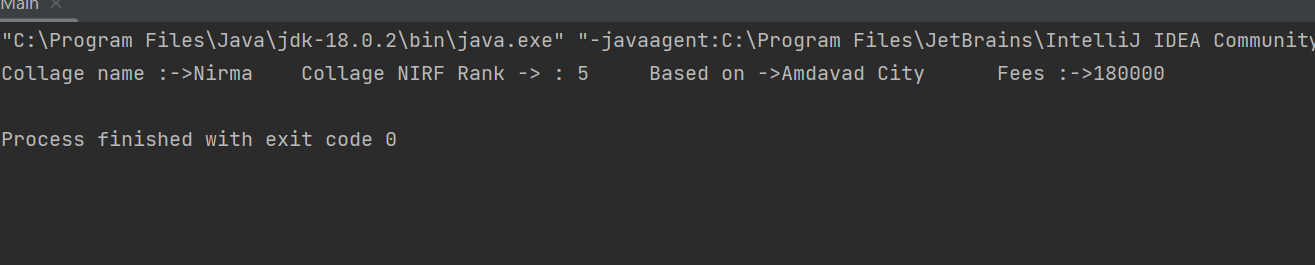 Main
"C:\Program Files\Java\jdk-18.0.2\bin\java.exe" "-javaagent:C:\Program Files\JetBrains\IntelliJ IDEA Community
Collage name :->Nirma    Collage NIRF Rank -> : 5     Based on ->Amdavad City      Fees :->180000
Process finished with exit code 0